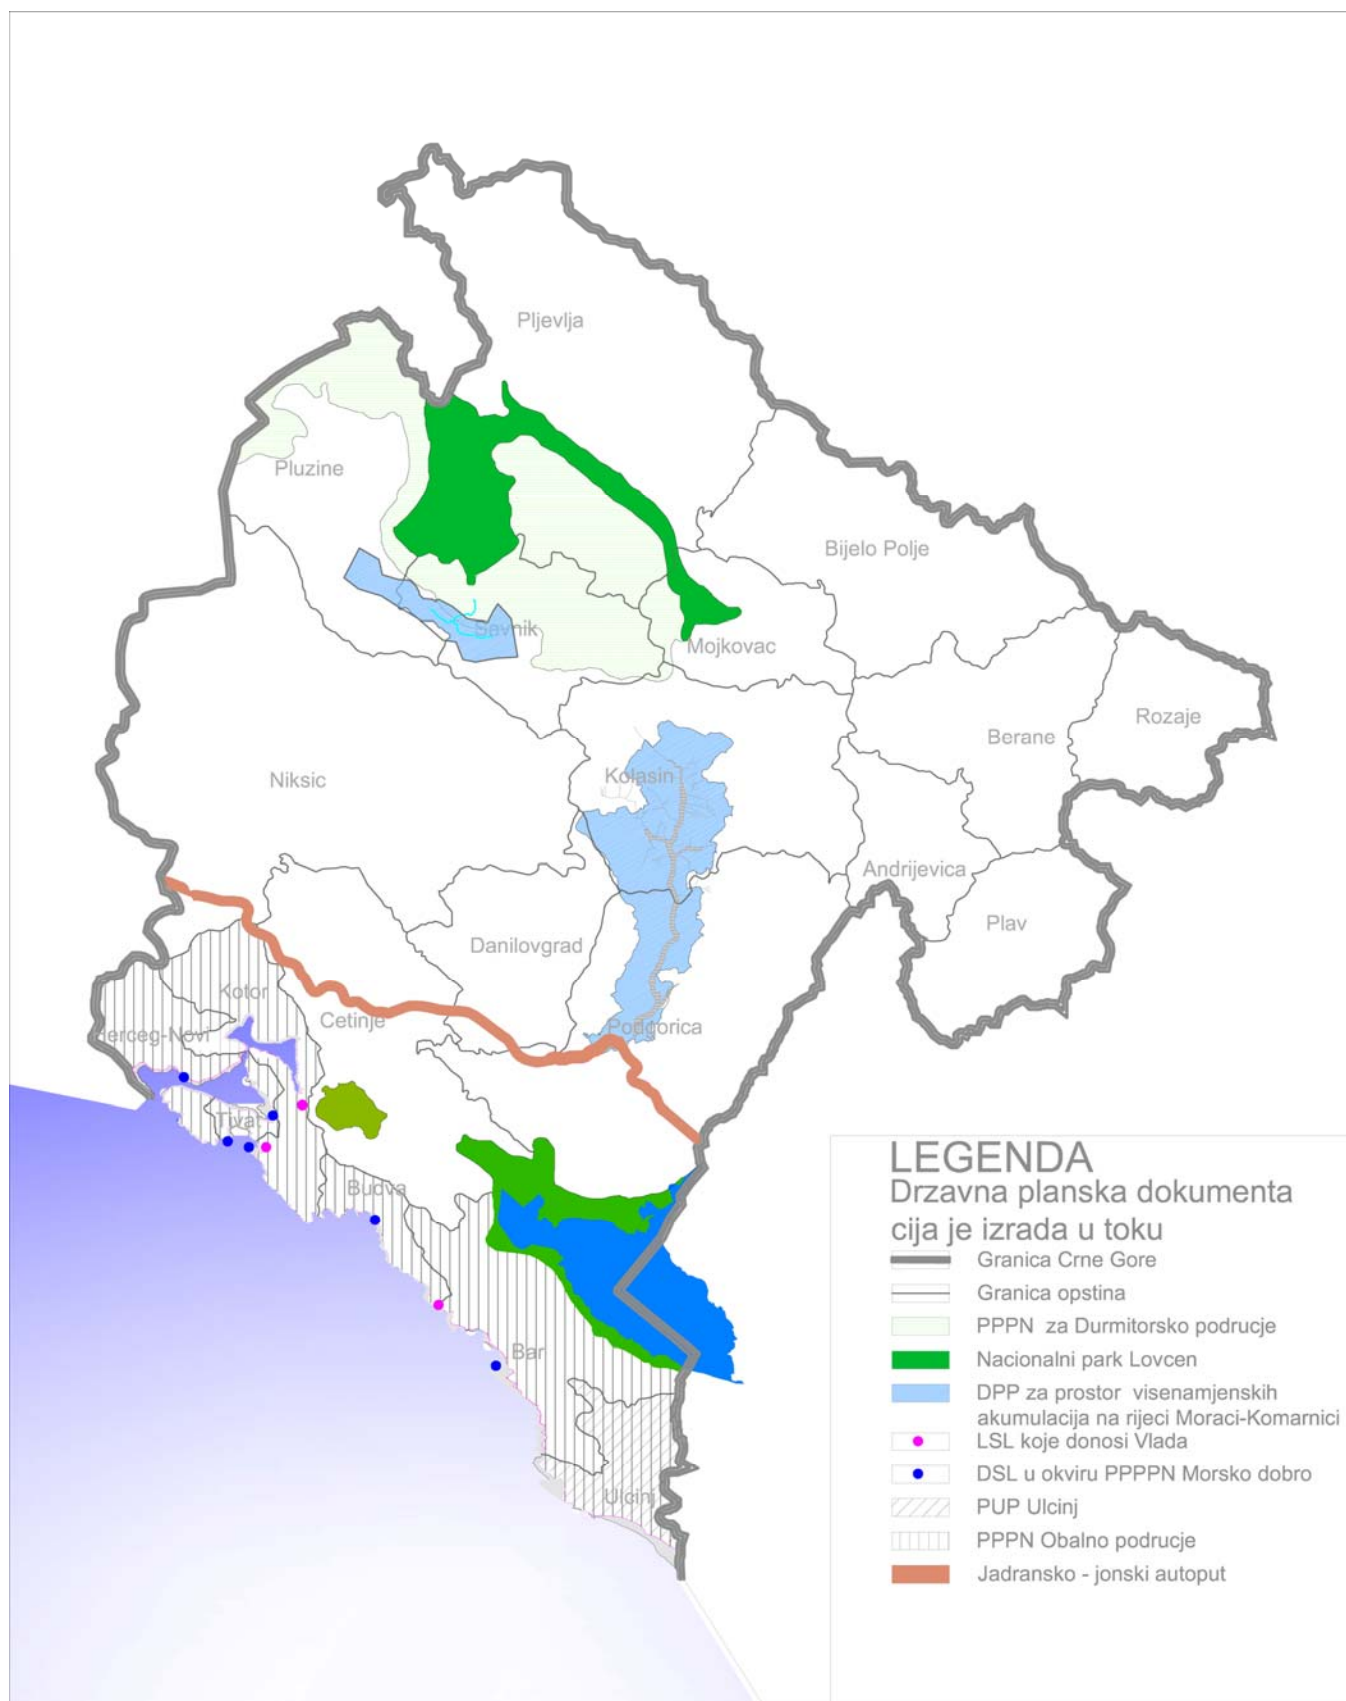 Pljevlja
Pluzine
Bijelo Polje
Savnik
Mojkovac
Rozaje
Berane
Niksic
Kolasin
Andrijevica
Plav
Danilovgrad
Kotor
Cetinje
Podgorica
Herceg-Novi
Tivat
Budva
Bar
Ulcinj
LEGENDA
Drzavna planska dokumenta
cija je izrada u toku
Granica Crne Gore
Granica opstina
PPPN za Durmitorsko podrucje
Nacionalni park Lovcen
DPP za prostor visenamjenskih
akumulacija na rijeci Moraci-Komarnici
LSL koje donosi Vlada
DSL u okviru PPPPN Morsko dobro
PUP Ulcinj
PPPN Obalno podrucje
Jadransko - jonski autoput